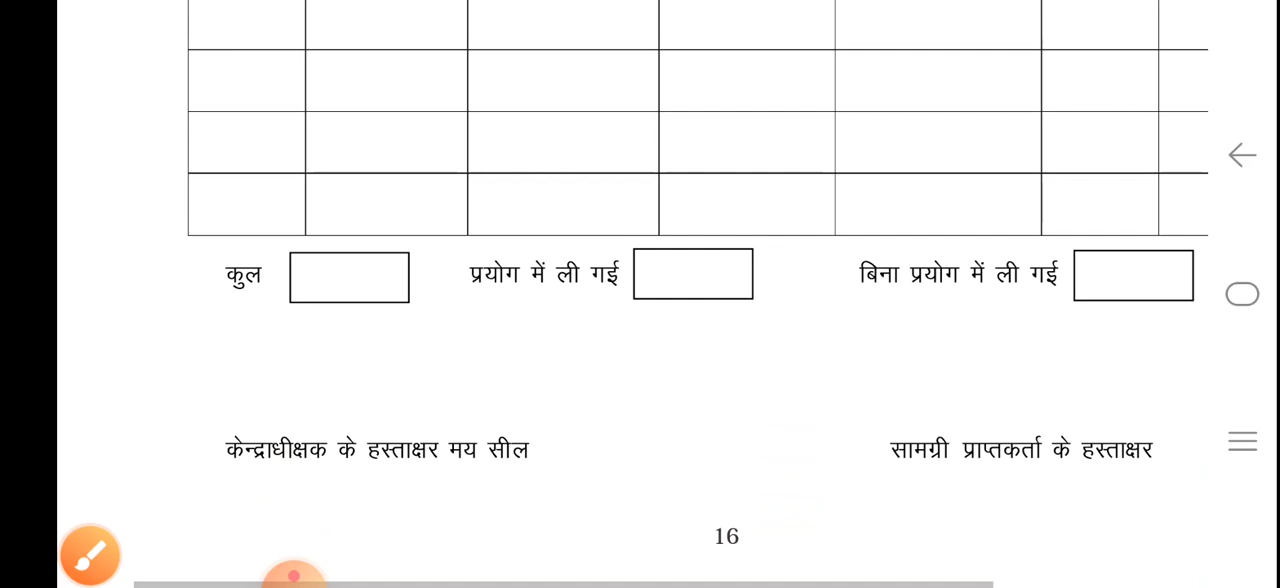 कुल प्रयोग में ली गई बिना प्रयोग में ली गई
केन्द्राधीक्षक के हस्ताक्षर मय सील सामग्री प्राप्तकर्ता के हस्ताक्षर
16